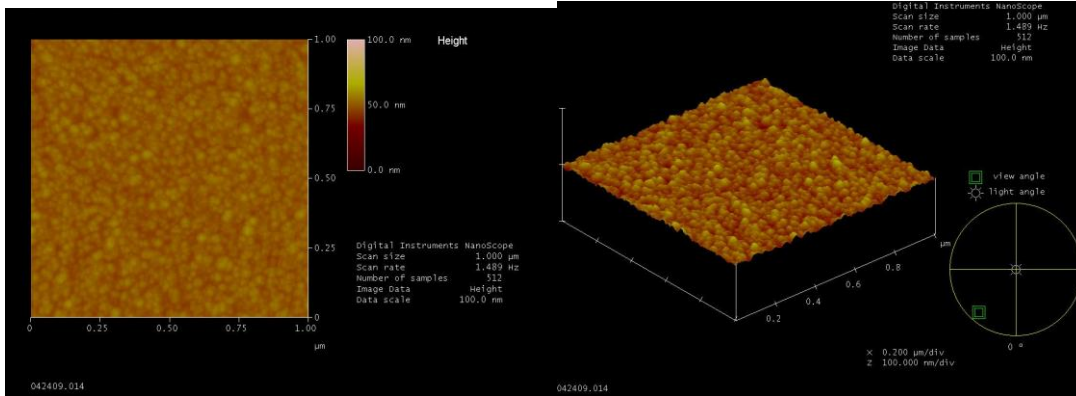 1.00
0.75
0.50
0.25
0
0
0.25
0.50
0.75
1.00
µm
100.0 nm
50.0 nm
0.0 nm
Height
Digital Instruments NanoScope
Scan size 1.000 µm
Scan rate 1.489 Hz
Number of samples 512
Image Data Height
Data scale 100.0 nm
042409.014
Digital Instruments NanoScope
Scan size 1.000 µm
Scan rate 1.489 Hz
Number of samples 512
Image Data Height
Data scale 100.0 nm
view angle
light angle
µm
0.8
0.6
0.4
0.2
0 °
X 0.200 µm/div
Z 100.000 nm/div
042409.014